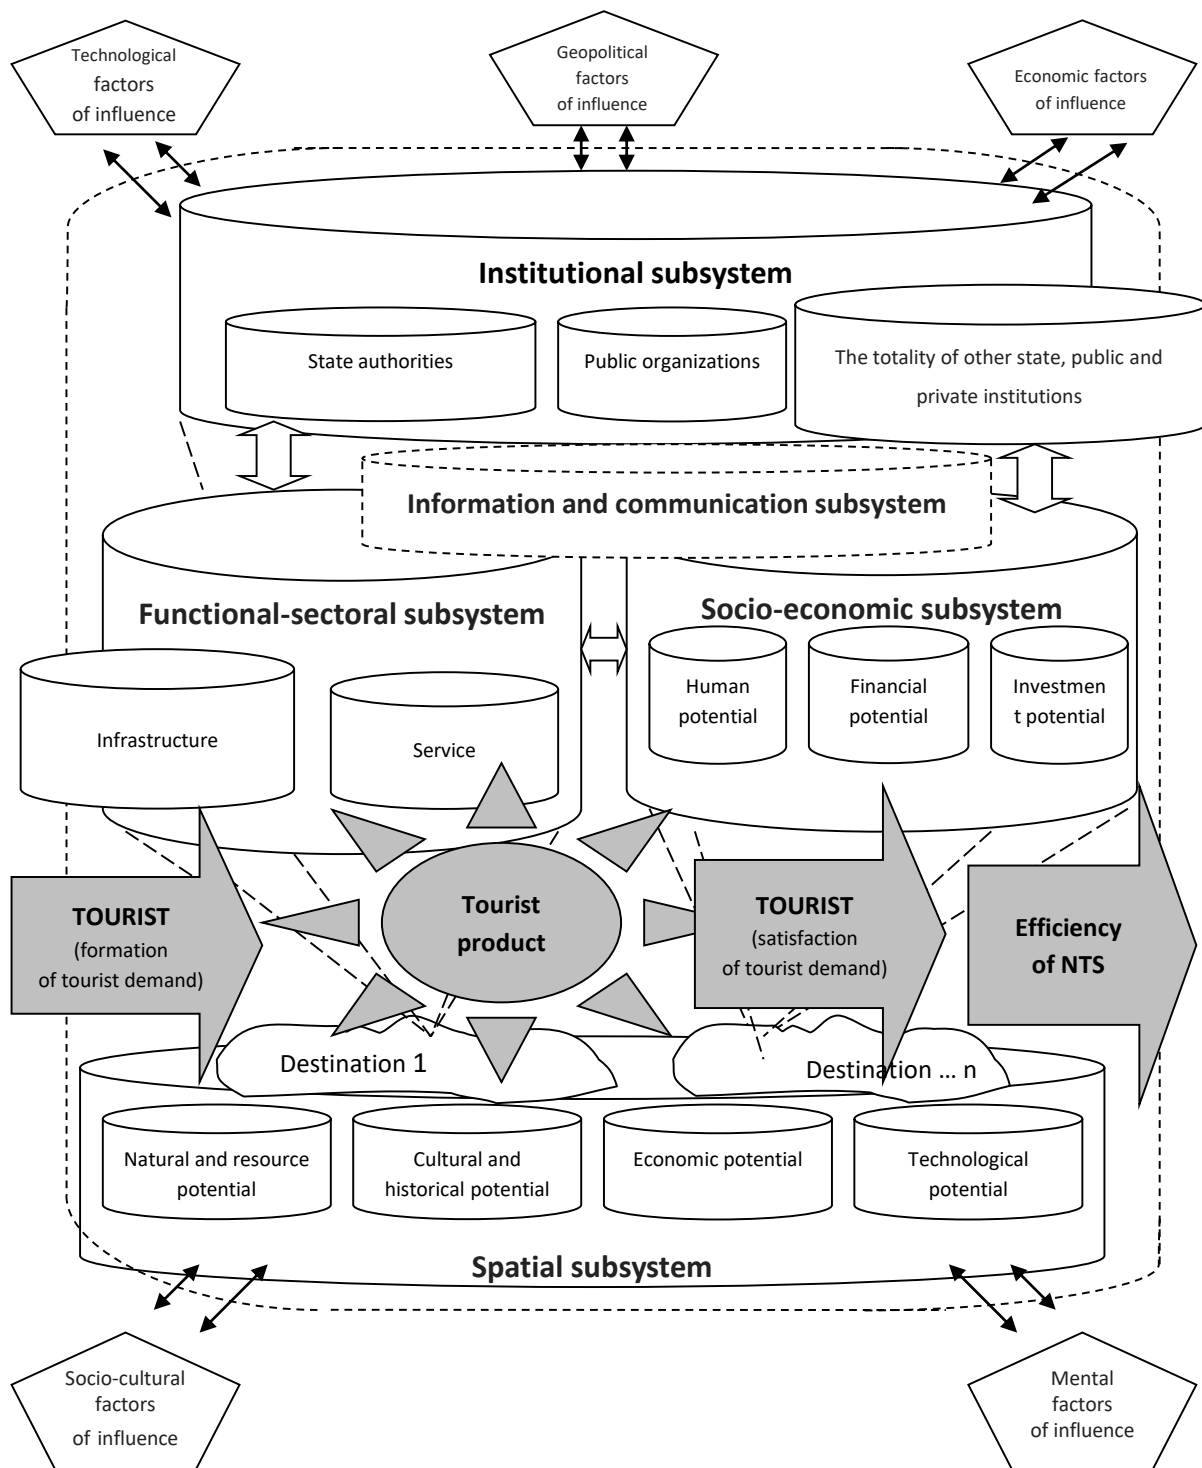 Technological
factors
of influence
Geopolitical
factors
of influence
Economic factors
of influence
Institutional subsystem
State authorities
Public organizations
The totality of other state, public and
private institutions
Information and communication subsystem
Functional-sectoral subsystem
Socio-economic subsystem
Infrastructure
Service
Human
potential
Financial
potential
Investmen
t potential
TOURIST
(formation
of tourist demand)
Tourist
product
TOURIST
(satisfaction
of tourist demand)
Efficiency
of NTS
Destination 1
Destination ... n
Natural and resource
potential
Cultural and
historical potential
Economic potential
Technological
potential
Spatial subsystem
Socio-cultural
factors
of influence
Mental
factors
of influence